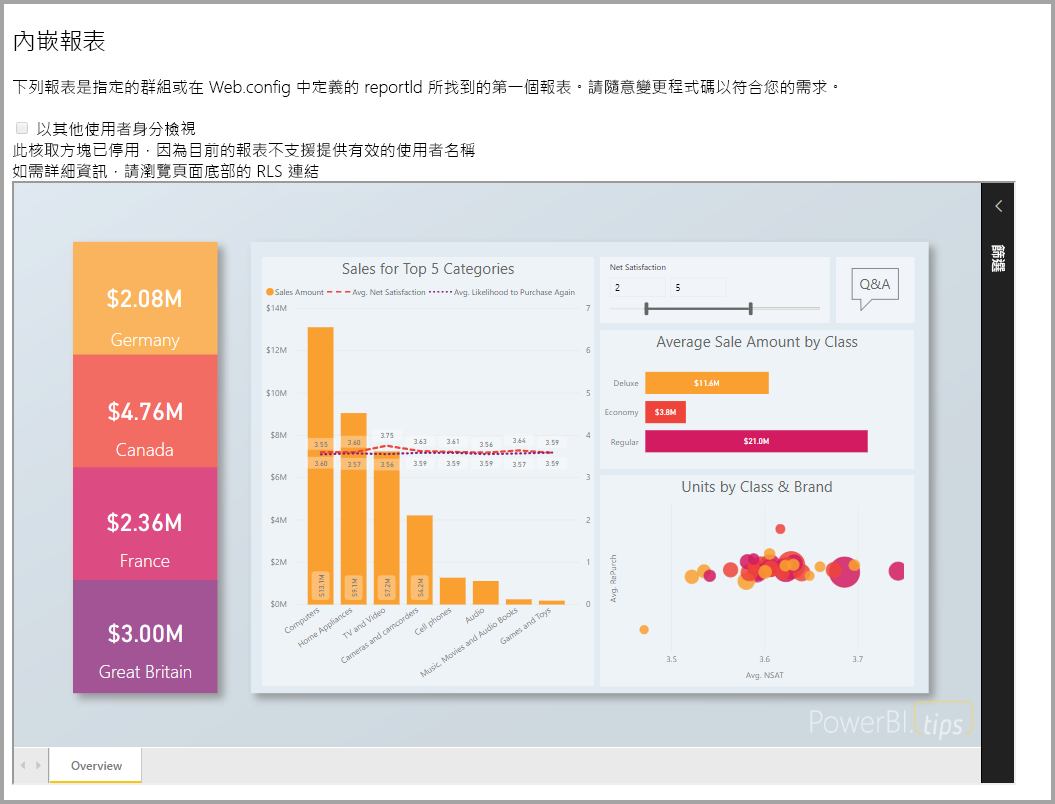 內嵌報表
下列報表是指定的群組或在 Web.config 中定義的 reportId 所找到的第一個報表。請隨意變更程式碼以符合您的需求。
以其他使用者身分檢視
此核取方塊已停用，因為目前的報表不支援提供有效的使用者名稱
如需詳細資訊，請瀏覽頁面底部的 RLS 連結
篩選
$2.08M
Germany
$4.76M
Canada
$2.36M
France
$3.00M
Great Britain
Sales for Top 5 Categories
Sales Amount Avg. Net Satisfaction Avg. Likelihood to Purchase Again
$14M 7
$12M 6
$10M 5
$8M 4
$6M 3
$4M 2
$2M 1
$0M 0
3.55 3.60 3.75 3.63 3.61 3.56 3.64 3.59
3.60 3.57 3.56 3.59 3.59 3.59 3.57 3.59
$13.1M $9.1M $7.2M $4.2M
Computers
Home Appliances
TV and Video
Cameras and camcorders
Cell phones
Audio
Music, Movies and Audio Books
Games and Toys
Net Satisfaction
2 5
Q&A
Average Sale Amount by Class
Deluxe $11.6M
Economy $3.8M
Regular $21.0M
Units by Class & Brand
Avg. RePurch
3.5 3.6 3.7
Avg. NSAT
PowerBI.tips
Overview